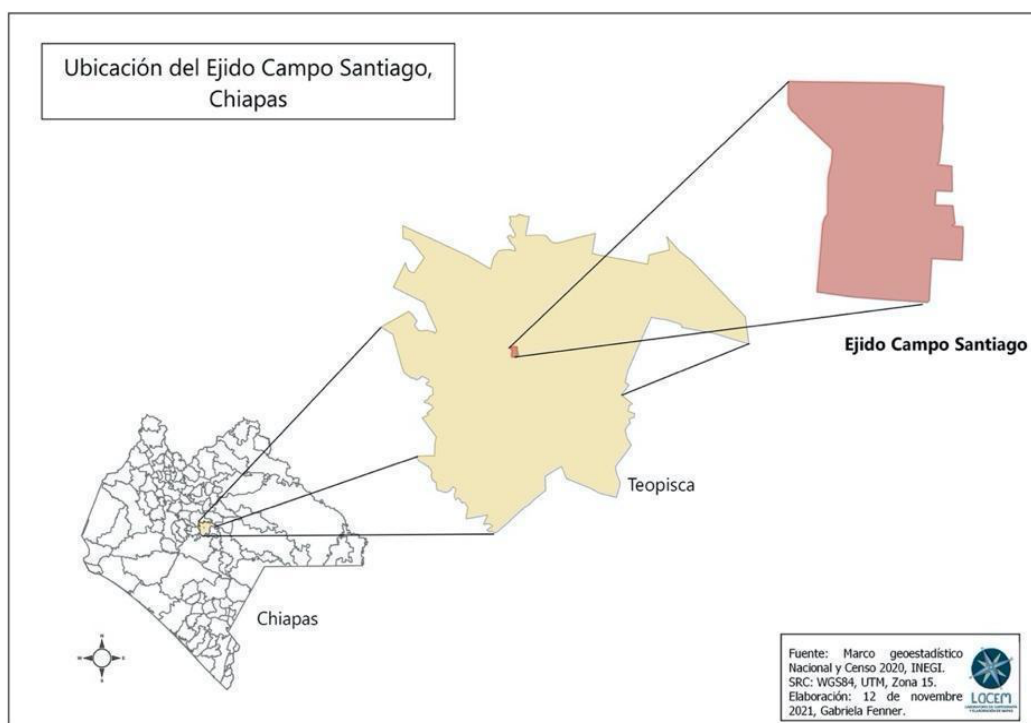 Ubicación del Ejido Campo Santiago,
Chiapas
Ejido Campo Santiago
Teopisca
Chiapas
Fuente: Marco geoestadístico
Nacional y Censo 2020, INEGI.
SRC: WGS84, UTM, Zona 15.
Elaboración: 12 de noviembre
2021, Gabriela Fenner.
LOCEM